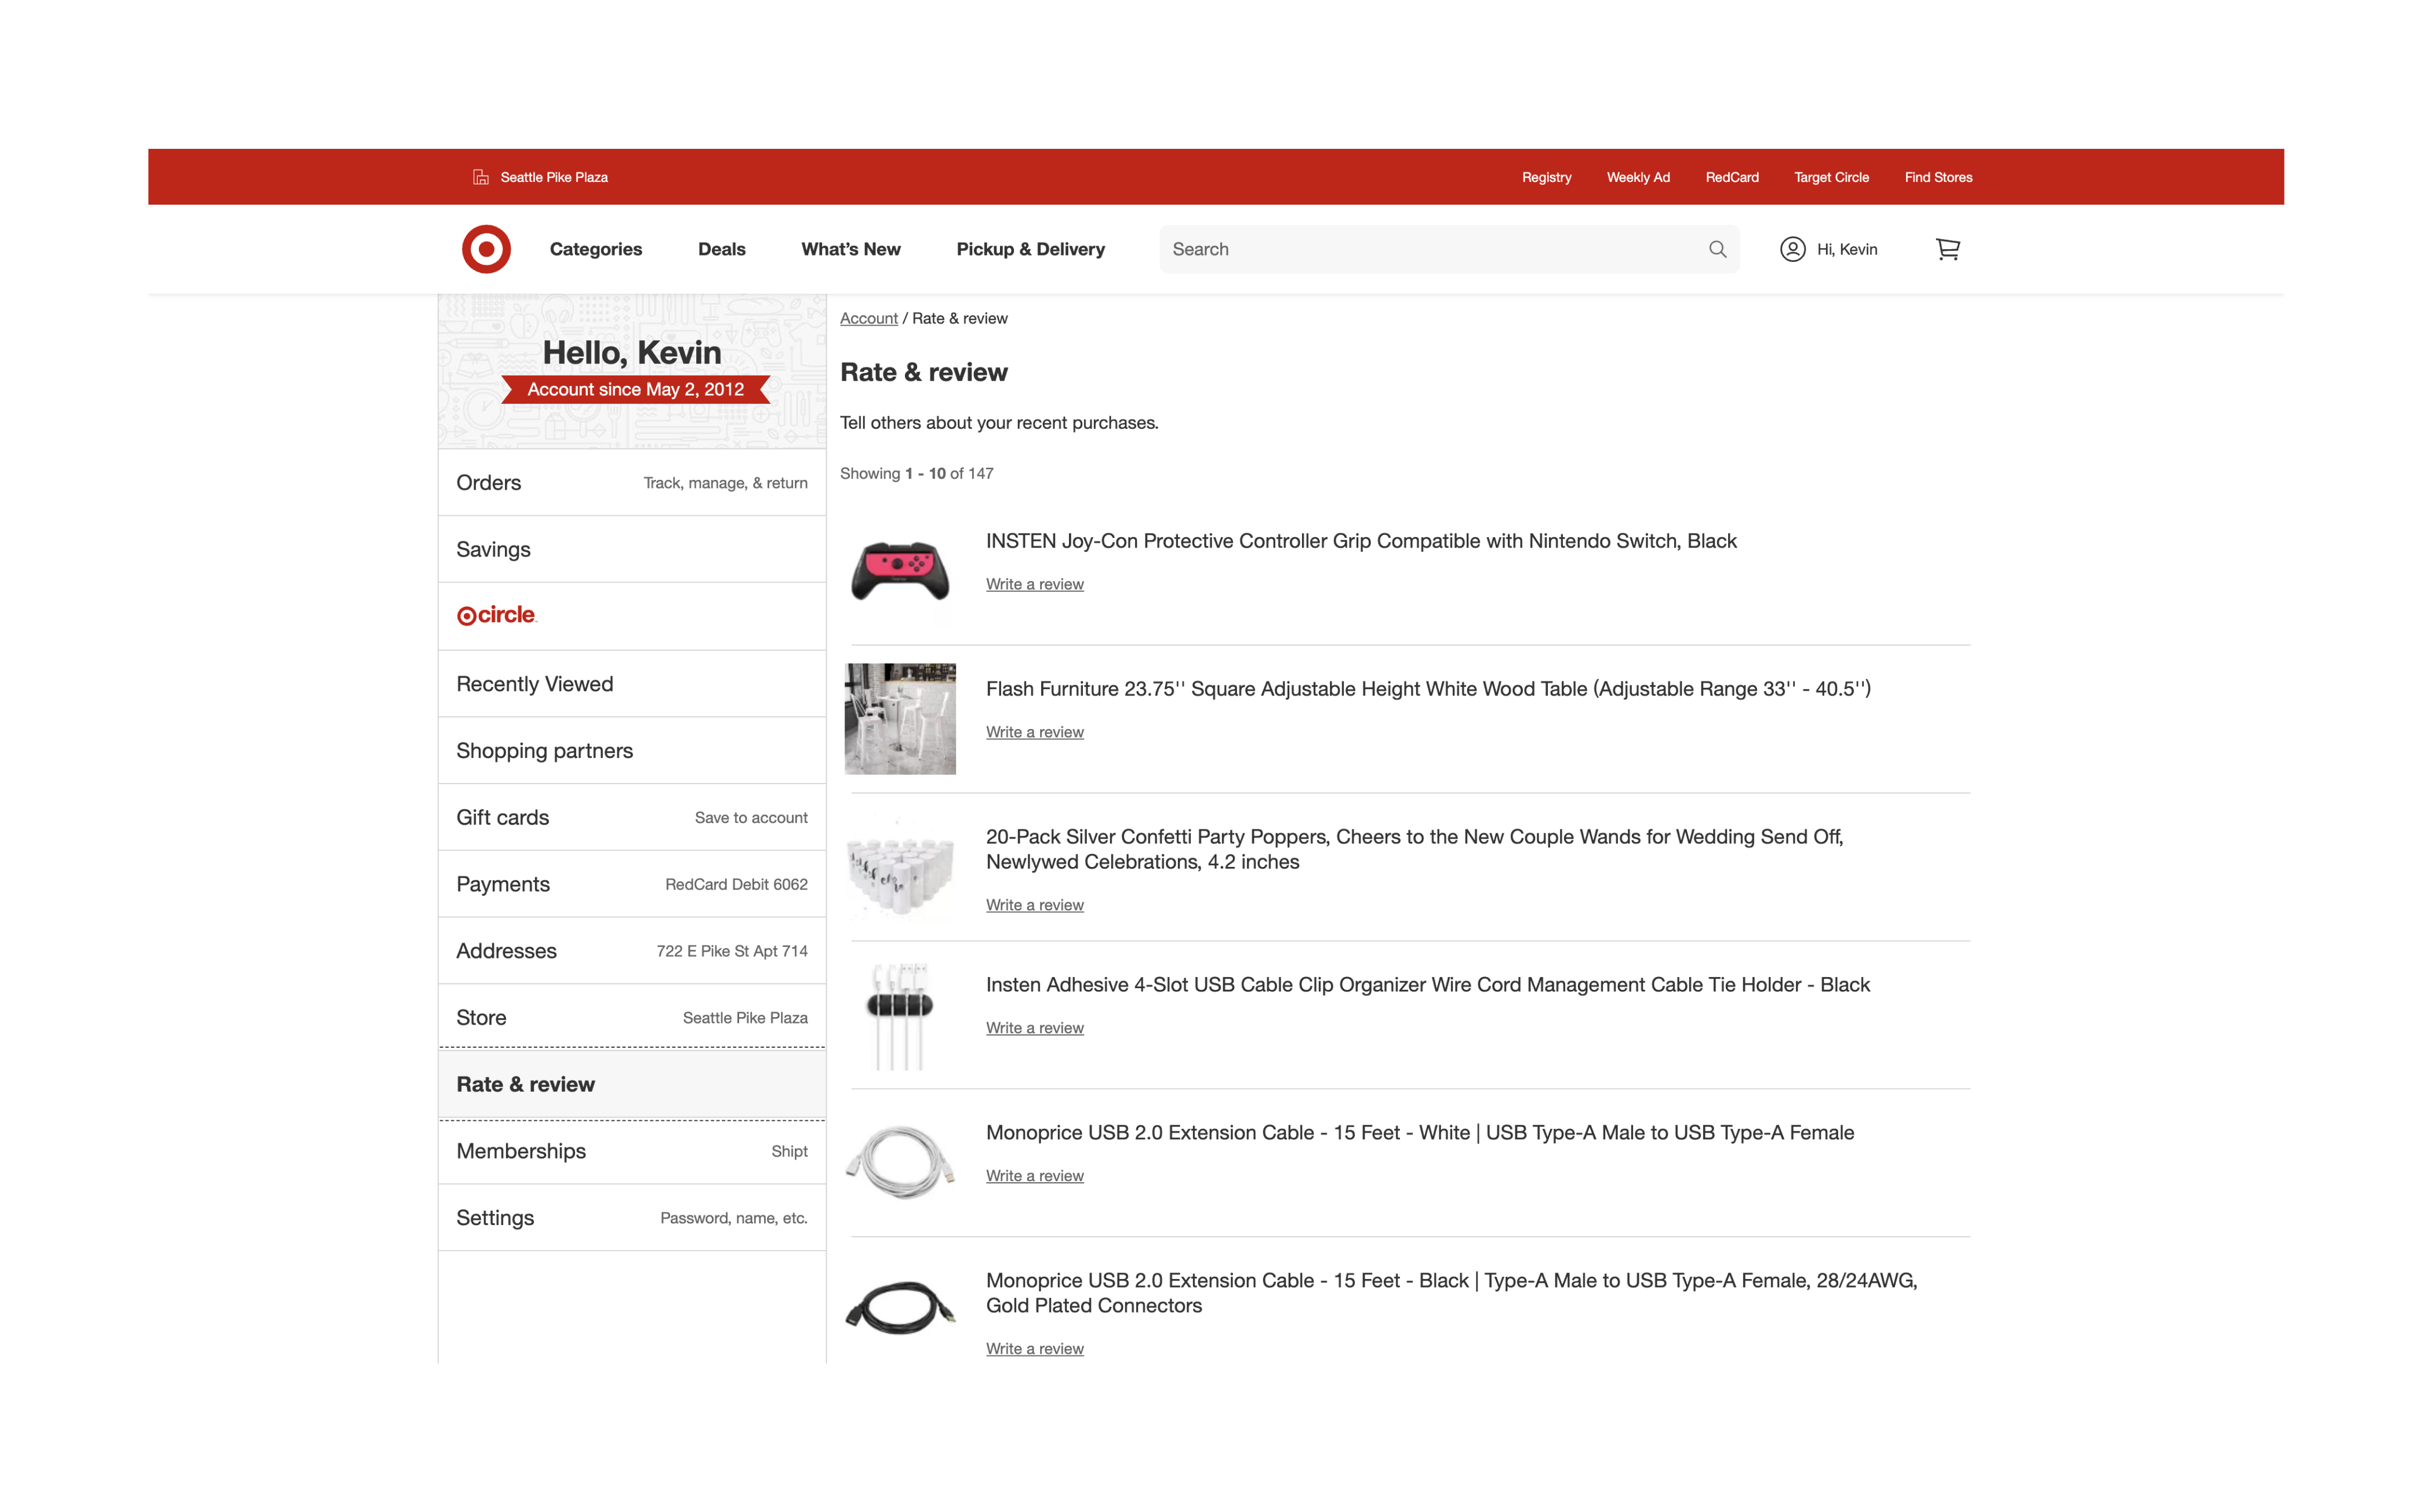 Seattle Pike Plaza
Registry
Weekly Ad
RedCard
Target Circle
Find Stores
Categories
Deals
What's New
Pickup & Delivery
Search
Hi, Kevin
Hello, Kevin
Account since May 2, 2012
Orders
Track, manage, & return
Savings
circle
Recently Viewed
Shopping partners
Gift cards
Save to account
Payments
RedCard Debit 6062
Addresses
722 E Pike St Apt 714
Store
Seattle Pike Plaza
Rate & review
Memberships
Shipt
Settings
Password, name, etc.
Account / Rate & review
Rate & review
Tell others about your recent purchases.
Showing 1 - 10 of 147
INSTEN Joy-Con Protective Controller Grip Compatible with Nintendo Switch, Black
Write a review
Flash Furniture 23.75'' Square Adjustable Height White Wood Table (Adjustable Range 33'' - 40.5'')
Write a review
20-Pack Silver Confetti Party Poppers, Cheers to the New Couple Wands for Wedding Send Off,
Newlywed Celebrations, 4.2 inches
Write a review
Insten Adhesive 4-Slot USB Cable Clip Organizer Wire Cord Management Cable Tie Holder - Black
Write a review
Monoprice USB 2.0 Extension Cable - 15 Feet - White | USB Type-A Male to USB Type-A Female
Write a review
Monoprice USB 2.0 Extension Cable - 15 Feet - Black | Type-A Male to USB Type-A Female, 28/24AWG,
Gold Plated Connectors
Write a review